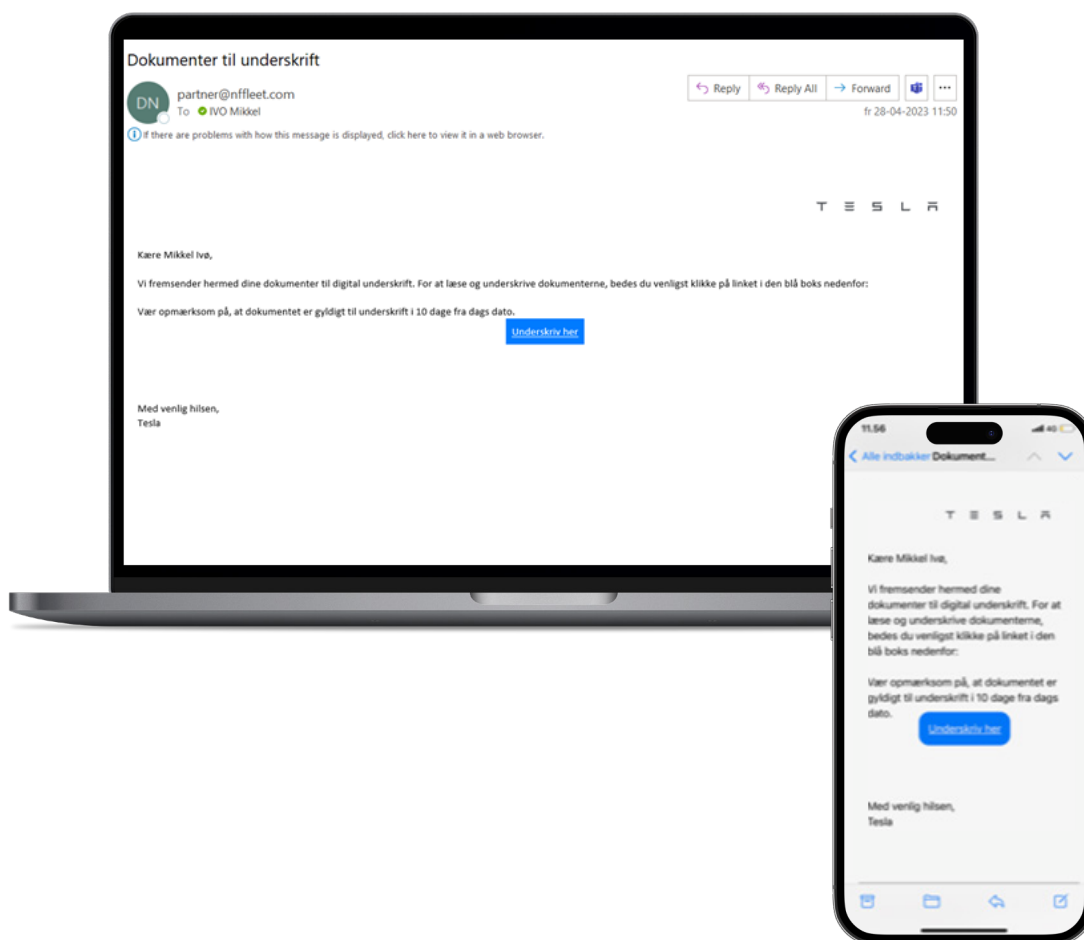 Dokumenter til underskrift
DN
partner@nffleet.com
To IVO Mikkel
Reply
Reply All
Forward
fr 28-04-2023 11:50
If there are problems with how this message is displayed, click here to view it in a web browser.
TESLA
Kære Mikkel Ivø,
Vi fremsender hermed dine dokumenter til digital underskrift. For at læse og underskrive dokumenterne, bedes du venligst klikke på linket i den blå boks nedenfor:
Vær opmærksom på, at dokumentet er gyldigt til underskrift i 10 dage fra dags dato.
Underskriv her
Med venlig hilsen,
Tesla
11.56
4G
Alle indbakker Dokument...
TESLA
Kære Mikkel Ivø,
Vi fremsender hermed dine
dokumenter til digital underskrift. For at
læse og underskrive dokumenterne,
bedes du venligst klikke på linket i den
blå boks nedenfor:
Vær opmærksom på, at dokumentet er
gyldigt til underskrift i 10 dage fra dags
dato.
Underskriv her
Med venlig hilsen,
Tesla